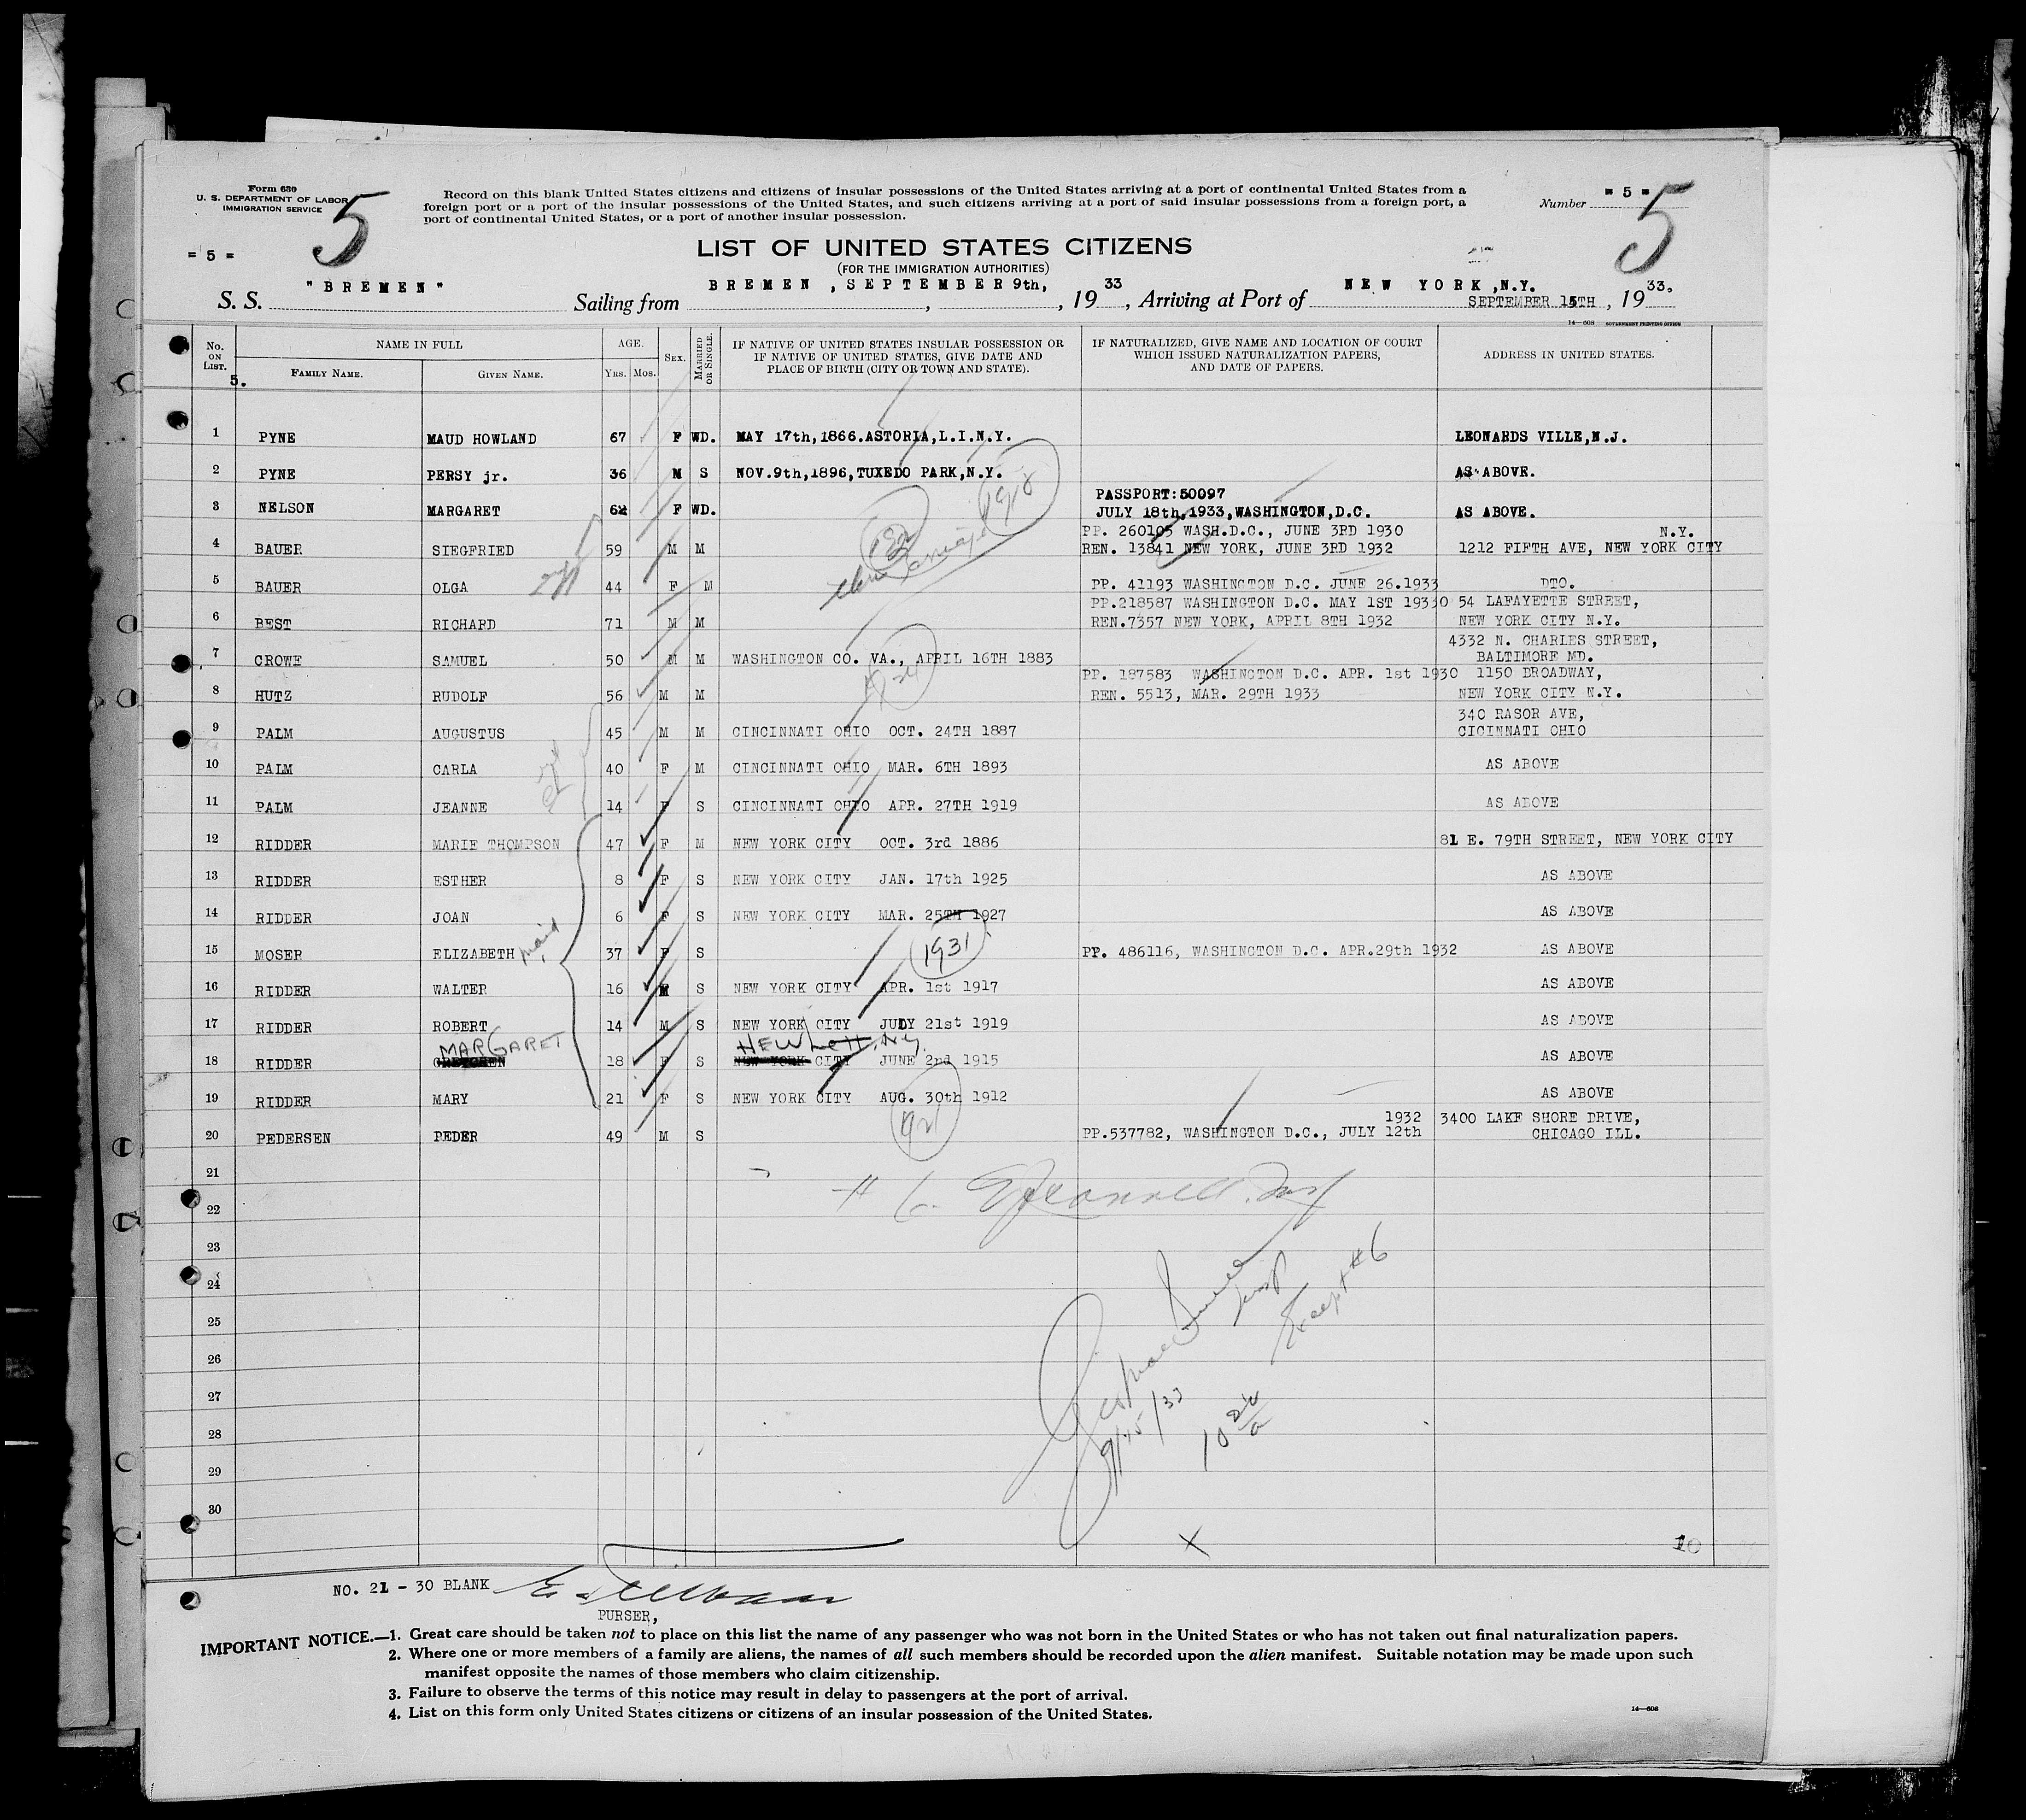 Form 630
U. S. DEPARTMENT OF LABOR
IMMIGRATION SERVICE
5
Record on this blank United States citizens and citizens of insular possessions of the United States arriving at a port of continental United States from a
foreign port or a port of the insular possessions of the United States, and such citizens arriving at a port of said insular possessions from a foreign port, a
port of continental United States, or a port of another insular possession.
Number = 5 =
5
= 5 =
LIST OF UNITED STATES CITIZENS
(FOR THE IMMIGRATION AUTHORITIES)
S. S. "BREMEN" Sailing from BREMEN, SEPTEMBER 9th, , 1933, Arriving at Port of NEW YORK, N.Y. SEPTEMBER 15TH, 1933.
14—608 GOVERNMENT PRINTING OFFICE
No. ON LIST. NAME IN FULL FAMILY NAME. GIVEN NAME. AGE. YRS. MOS. SEX. MARRIED OR SINGLE. IF NATIVE OF UNITED STATES INSULAR POSSESSION OR IF NATIVE OF UNITED STATES, GIVE DATE AND PLACE OF BIRTH (CITY OR TOWN AND STATE). IF NATURALIZED, GIVE NAME AND LOCATION OF COURT WHICH ISSUED NATURALIZATION PAPERS, AND DATE OF PAPERS. ADDRESS IN UNITED STATES.
5.
1 PYNE MAUD HOWLAND 67 F WD. MAY 17th,1866.ASTORIA,L.I.N.Y. LEONARDS VILLE,N.J.
2 PYNE PERSY jr. 36 M S NOV.9th,1896,TUXEDO PARK,N.Y. AS ABOVE.
1918
PASSPORT:50097
3 NELSON MARGARET 62 F WD. JULY 18th,1933,WASHINGTON,D.C. AS ABOVE.
PP. 260105 WASH.D.C., JUNE 3RD 1930 N.Y.
4 BAUER SIEGFRIED 59 M M REN. 13841 NEW YORK, JUNE 3RD 1932 1212 FIFTH AVE, NEW YORK CITY
5 BAUER OLGA 44 F M PP. 41193 WASHINGTON D.C. JUNE 26.1933 DTO.
PP.218587 WASHINGTON D.C. MAY 1ST 19330 54 LAFAYETTE STREET,
6 BEST RICHARD 71 M M REN.7357 NEW YORK, APRIL 8TH 1932 NEW YORK CITY N.Y.
4332 N. CHARLES STREET,
7 CROWE SAMUEL 50 M M WASHINGTON CO. VA., APRIL 16TH 1883 BALTIMORE MD.
PP. 187583 WASHINGTON D.C. APR. 1st 1930 1150 BROADWAY,
8 HUTZ RUDOLF 56 M M REN. 5513, MAR. 29TH 1933 NEW YORK CITY N.Y.
340 RASOR AVE,
9 PALM AUGUSTUS 45 M M CINCINNATI OHIO OCT. 24TH 1887 CICINNATI OHIO
10 PALM CARLA 40 F M CINCINNATI OHIO MAR. 6TH 1893 AS ABOVE
11 PALM JEANNE 14 F S CINCINNATI OHIO APR. 27TH 1919 AS ABOVE
12 RIDDER MARIE THOMPSON 47 F M NEW YORK CITY OCT. 3rd 1886 81 E. 79TH STREET, NEW YORK CITY
13 RIDDER ESTHER 8 F S NEW YORK CITY JAN. 17th 1925 AS ABOVE
14 RIDDER JOAN 6 F S NEW YORK CITY MAR. 25TH 1927 AS ABOVE
15 MOSER ELIZABETH maid 37 F S 1931 PP. 486116, WASHINGTON D.C. APR.29th 1932 AS ABOVE
16 RIDDER WALTER 16 M S NEW YORK CITY APR. 1st 1917 AS ABOVE
17 RIDDER ROBERT 14 M S NEW YORK CITY JULY 21st 1919 AS ABOVE
MARGARET HEWLETT, N.Y.
18 RIDDER GRETCHEN 18 F S NEW YORK CITY JUNE 2nd 1915 AS ABOVE
19 RIDDER MARY 21 F S NEW YORK CITY AUG. 30th 1912 AS ABOVE
1921 1932 3400 LAKE SHORE DRIVE,
20 PEDERSEN PEDER 49 M S PP.537782, WASHINGTON D.C., JULY 12th CHICAGO ILL.
21
# 6.
22
23
Except #6
24
25
26
27
9/15/33
28
29
30
X
10
NO. 21 - 30 BLANK
PURSER,
IMPORTANT NOTICE.—1. Great care should be taken not to place on this list the name of any passenger who was not born in the United States or who has not taken out final naturalization papers.
2. Where one or more members of a family are aliens, the names of all such members should be recorded upon the alien manifest. Suitable notation may be made upon such
manifest opposite the names of those members who claim citizenship.
3. Failure to observe the terms of this notice may result in delay to passengers at the port of arrival.
4. List on this form only United States citizens or citizens of an insular possession of the United States.
14—608